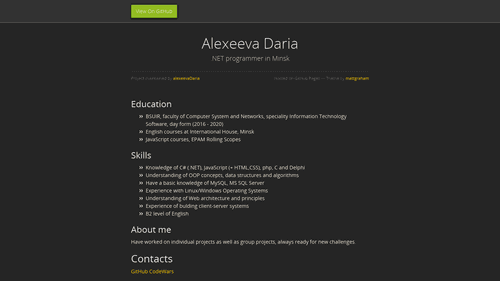 View On GitHub
Alexeeva Daria
.NET programmer in Minsk
Project maintained by alexeevaDaria
Hosted on GitHub Pages — Theme by mattgraham
Education
BSUIR, faculty of Computer System and Networks, speciality Information Technology
Software, day form (2016 - 2020)
English courses at International House, Minsk
JavaScript courses, EPAM Rolling Scopes
Skills
Knowledge of C# (.NET), JavaScript (+ HTML,CSS), php, C and Delphi
Understanding of OOP concepts, data structures and algorithms
Have a basic knowledge of MySQL, MS SQL Server
Experience with Linux/Windows Operating Systems
Understanding of Web architecture and principles
Experience of bulding client-server systems
B2 level of English
About me
Have worked on individual projects as well as group projects, always ready for new challenges.
Contacts
GitHub CodeWars